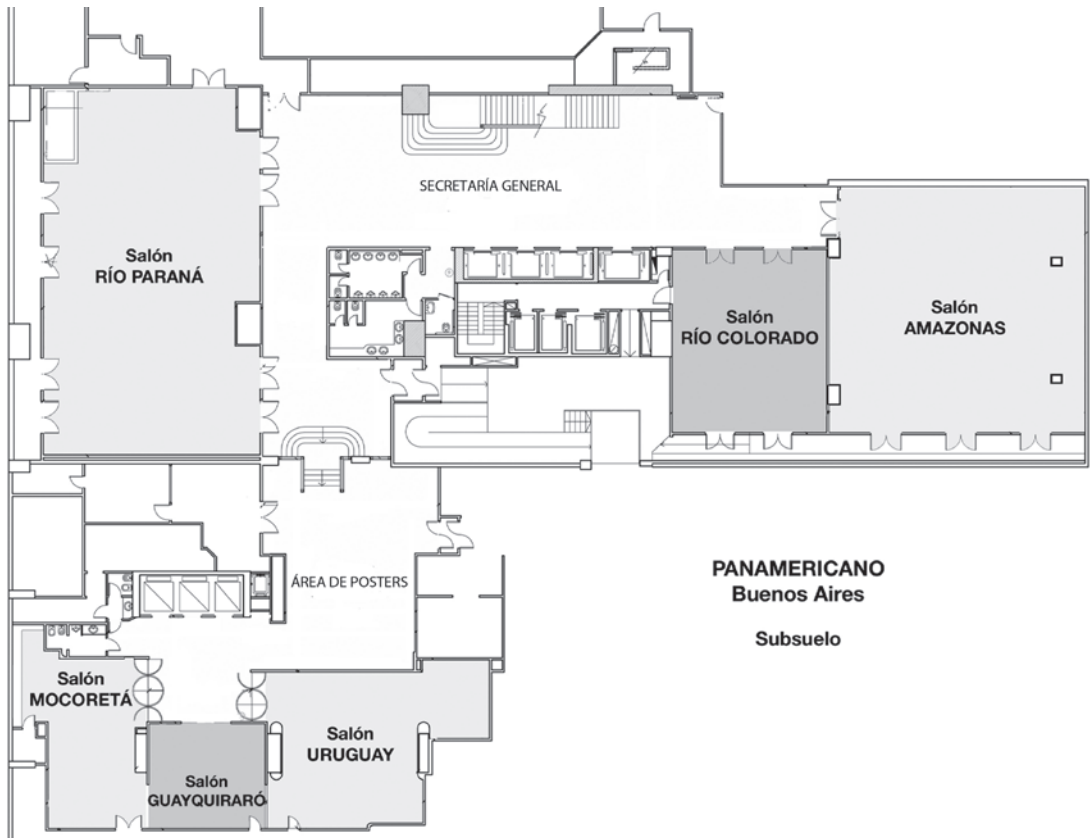 SECRETARÍA GENERAL
Salón
RÍO PARANÁ
Salón
RÍO COLORADO
Salón
AMAZONAS
ÁREA DE POSTERS
PANAMERICANO
Buenos Aires
Subsuelo
Salón
MOCORETÁ
Salón
URUGUAY
Salón
GUAYQUIRARÓ